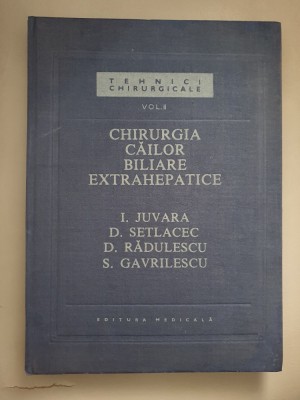 TEHNICI
CHIRURGICALE
VOL.II
CHIRURGIA
CĂILOR
BILIARE
EXTRAHEPATICE
I. JUVARA
D. SETLACEC
D. RĂDULESCU
S. GAVRILESCU
EDITURA MEDICALĂ